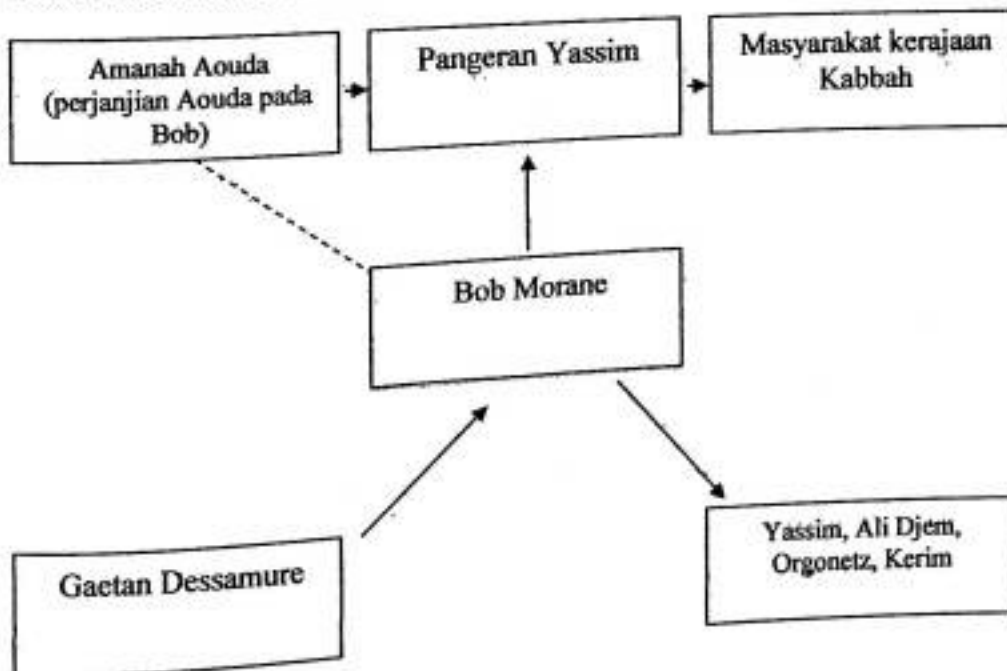 Amanah Aouda
(perjanjian Aouda pada
Bob)
Pangeran Yassim
Masyarakat kerajaan
Kabbah
Bob Morane
Gaetan Dessamure
Yassim, Ali Djem,
Orgonetz, Kerim